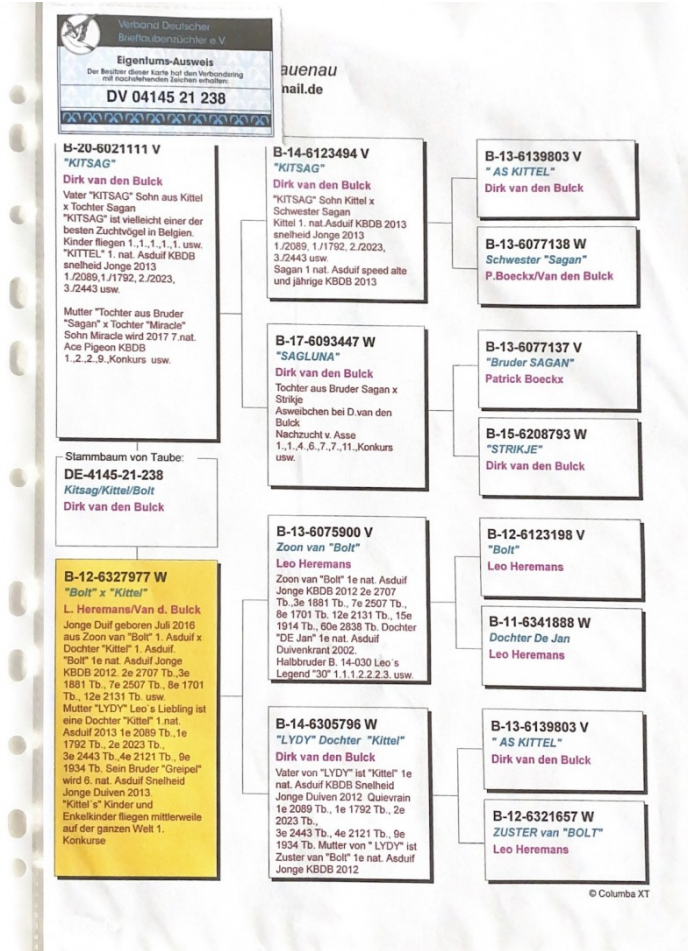 Verband Deutscher
Brieftaubenzüchter e.V
Eigentums-Ausweis
Der Besitzer dieser Karte hat den Verbandsring
mit nachstehenden Zeichen erhalten:
DV 04145 21 238
auenau
nail.de
B-20-6021111 V
"KITSAG"
Dirk van den Bulck
Vater "KITSAG" Sohn aus Kittel
x Tochter Sagan
"KITSAG" ist vielleicht einer der
besten Zuchtvögel in Belgien.
Kinder fliegen 1.,1.,1.,1.,1. usw.
"KITTEL" 1. nat. Asduif KBDB
snelheid Jonge 2013
1./2089,1./1792, 2./2023,
3./2443 usw.
Mutter "Tochter aus Bruder
"Sagan" x Tochter "Miracle"
Sohn Miracle wird 2017 7.nat.
Ace Pigeon KBDB
1.,2.,2.,9.,Konkurs usw.
Stammbaum von Taube:
DE-4145-21-238
Kitsag/Kittel/Bolt
Dirk van den Bulck
B-12-6327977 W
"Bolt" x "Kittel"
L. Heremans/Van d. Bulck
Jonge Duif geboren Juli 2016
aus Zoon van "Bolt" 1. Asduif x
Dochter "Kittel" 1. Asduif.
"Bolt" 1e nat. Asduif Jonge
KBDB 2012. 2e 2707 Tb.,3e
1881 Tb., 7e 2507 Tb., 8e 1701
Tb., 12e 2131 Tb. usw.
Mutter "LYDY" Leo´s Liebling ist
eine Dochter "Kittel" 1.nat.
Asduif 2013 1e 2089 Tb.,1e
1792 Tb., 2e 2023 Tb.,
3e 2443 Tb.,4e 2121 Tb., 9e
1934 Tb. Sein Bruder "Greipel"
wird 6. nat. Asduif Snelheid
Jonge Duiven 2013.
"Kittel´s" Kinder und
Enkelkinder fliegen mittlerweile
auf der ganzen Welt 1.
Konkurse
B-14-6123494 V
"KITSAG"
Dirk van den Bulck
"KITSAG" Sohn Kittel x
Schwester Sagan
Kittel 1. nat.Asduif KBDB 2013
snelheid Jonge 2013
1./2089, 1./1792, 2./2023,
3./2443 usw.
Sagan 1 nat. Asduif speed alte
und jährige KBDB 2013
B-17-6093447 W
"SAGLUNA"
Dirk van den Bulck
Tochter aus Bruder Sagan x
Strikje
Asweibchen bei D.van den
Bulck
Nachzucht v. Asse
1.,1.,4.,6.,7.,7.,11.,Konkurs
usw.
B-13-6075900 V
Zoon van "Bolt"
Leo Heremans
Zoon van "Bolt" 1e nat. Asduif
Jonge KBDB 2012 2e 2707
Tb.,3e 1881 Tb., 7e 2507 Tb.,
8e 1701 Tb. 12e 2131 Tb., 15e
1914 Tb., 60e 2838 Tb. Dochter
"DE Jan" 1e nat. Asduif
Duivenkrant 2002.
Halbbruder B. 14-030 Leo´s
Legend "30" 1.1.1.2.2.2.3. usw.
B-14-6305796 W
"LYDY" Dochter "Kittel"
Dirk van den Bulck
Vater von "LYDY" ist "Kittel" 1e
nat. Asduif KBDB Snelheid
Jonge Duiven 2012 Quievrain
1e 2089 Tb., 1e 1792 Tb., 2e
2023 Tb.,
3e 2443 Tb., 4e 2121 Tb., 9e
1934 Tb. Mutter von " LYDY" ist
Zuster van "Bolt" 1e nat. Asduif
Jonge KBDB 2012
B-13-6139803 V
" AS KITTEL"
Dirk van den Bulck
B-13-6077138 W
Schwester "Sagan"
P.Boeckx/Van den Bulck
B-13-6077137 V
"Bruder SAGAN"
Patrick Boeckx
B-15-6208793 W
"STRIKJE"
Dirk van den Bulck
B-12-6123198 V
"Bolt"
Leo Heremans
B-11-6341888 W
Dochter De Jan
Leo Heremans
B-13-6139803 V
" AS KITTEL"
Dirk van den Bulck
B-12-6321657 W
ZUSTER van "BOLT"
Leo Heremans
© Columba XT